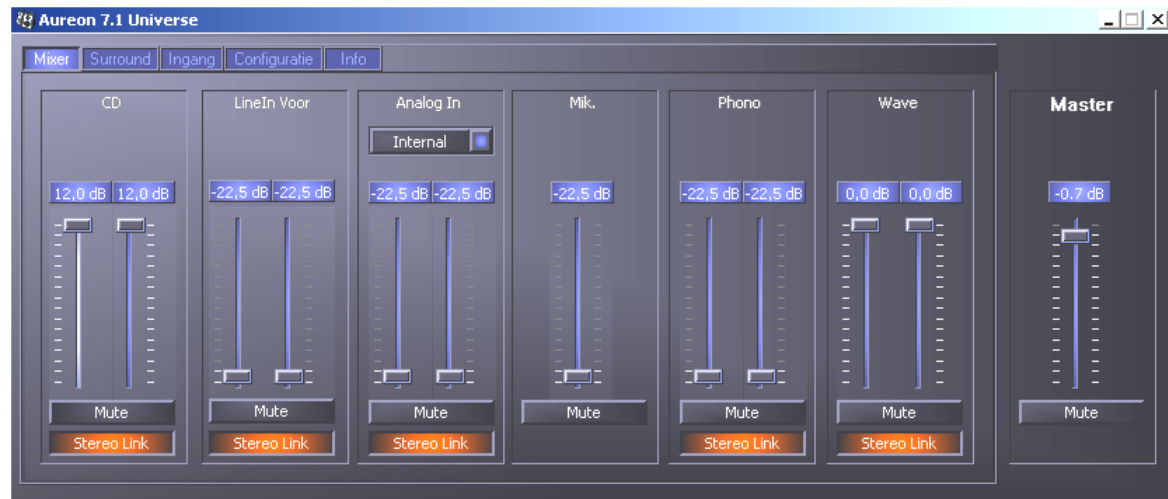 Aureon 7.1 Universe
Mixer Surround Ingang Configuratie Info
CD LineIn Voor Analog In Mik. Phono Wave Master
Internal
12,0 dB 12,0 dB -22,5 dB -22,5 dB -22,5 dB -22,5 dB -22,5 dB -22,5 dB -22,5 dB 0,0 dB 0,0 dB -0.7 dB
Mute Mute Mute Mute Mute Mute Mute
Stereo Link Stereo Link Stereo Link Stereo Link Stereo Link